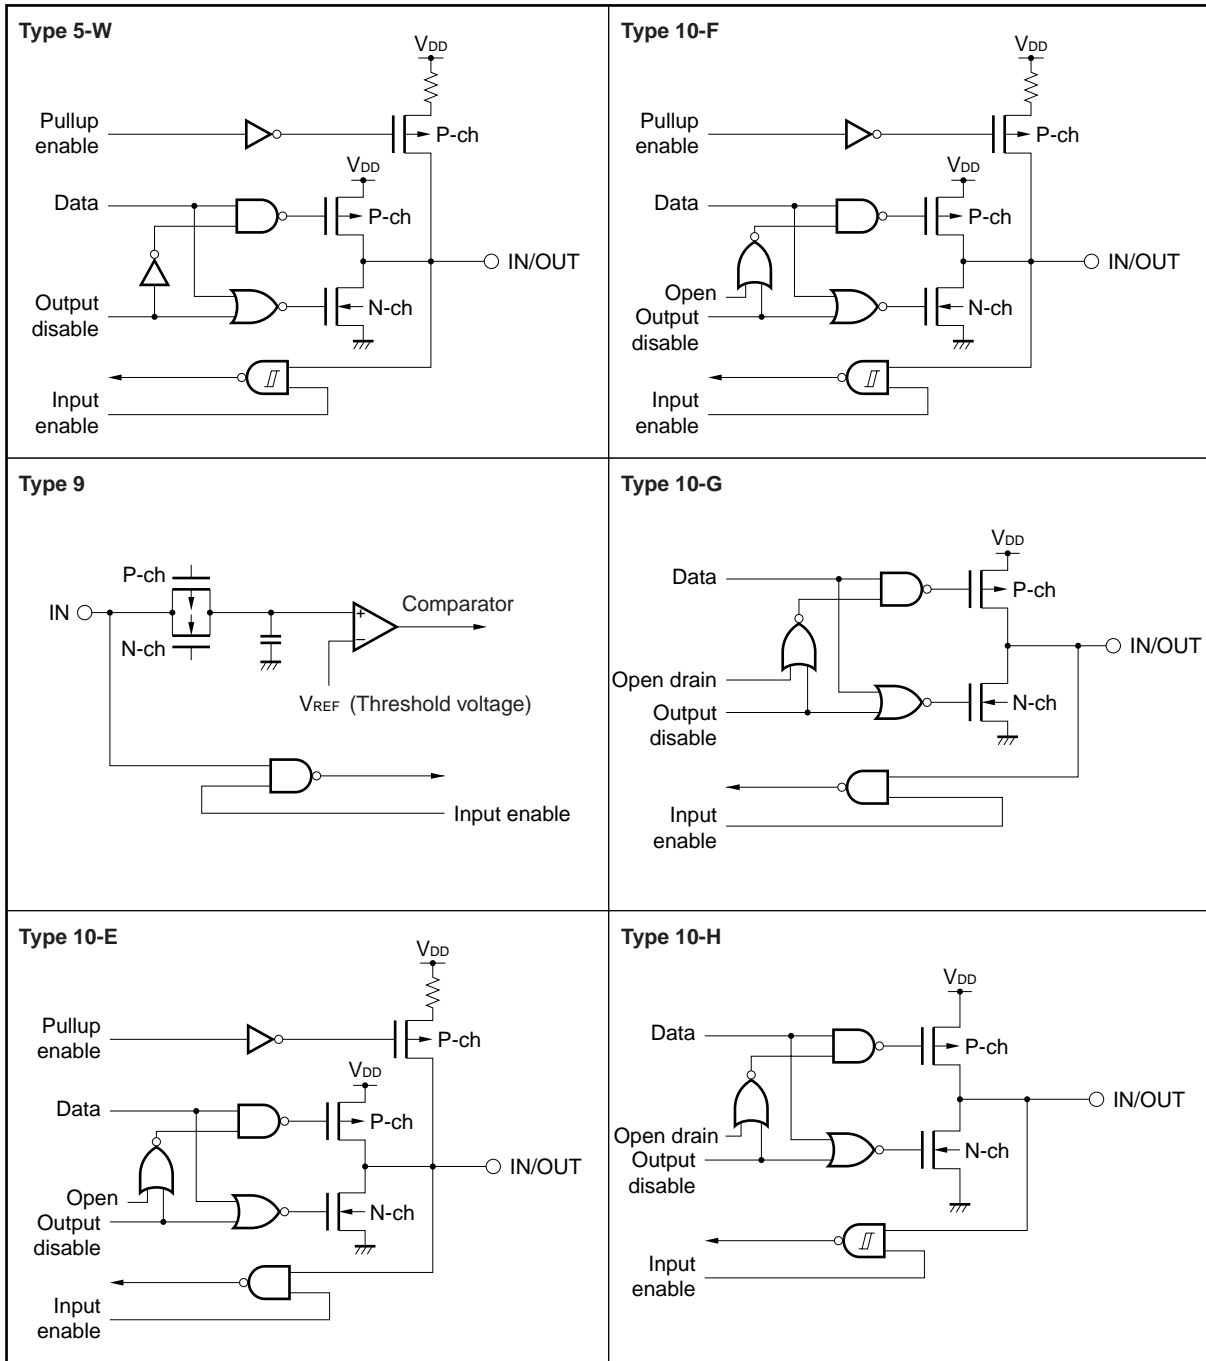 Type 5-W
VDD
Pullup
enable
P-ch
VDD
Data
P-ch
IN/OUT
Output
disable
N-ch
Input
enable
Type 10-F
VDD
Pullup
enable
P-ch
VDD
Data
P-ch
IN/OUT
Open
Output
disable
N-ch
Input
enable
Type 9
P-ch
IN
N-ch
+
−
Comparator
VREF (Threshold voltage)
Input enable
Type 10-G
VDD
Data
P-ch
IN/OUT
Open drain
Output
disable
N-ch
Input
enable
Type 10-E
VDD
Pullup
enable
P-ch
VDD
Data
P-ch
IN/OUT
Open
Output
disable
N-ch
Input
enable
Type 10-H
VDD
Data
P-ch
IN/OUT
Open drain
Output
disable
N-ch
Input
enable